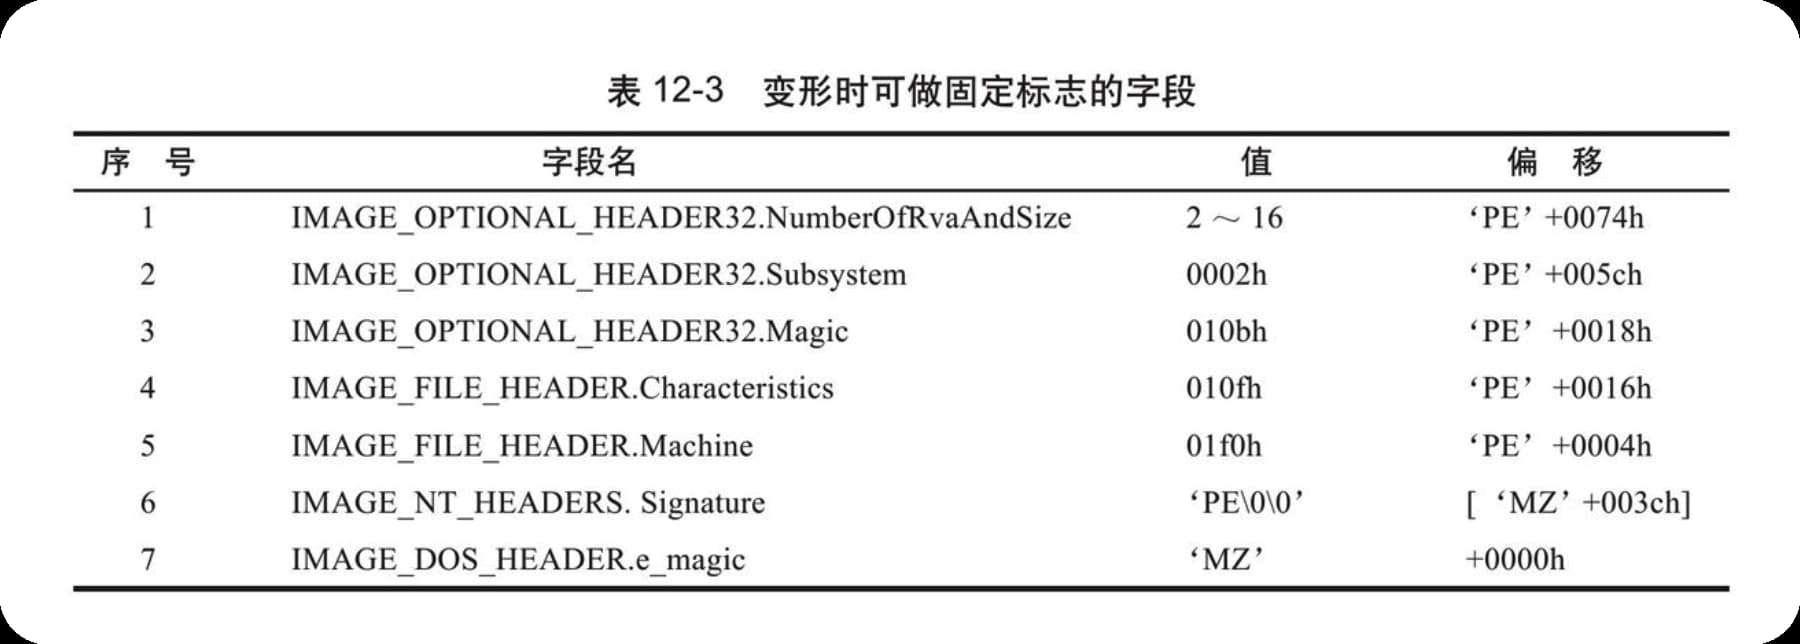 表 12-3 变形时可做固定标志的字段
序 号 字段名 值 偏 移
1 IMAGE_OPTIONAL_HEADER32.NumberOfRvaAndSize 2 ～ 16 ‘PE’ +0074h
2 IMAGE_OPTIONAL_HEADER32.Subsystem 0002h ‘PE’ +005ch
3 IMAGE_OPTIONAL_HEADER32.Magic 010bh ‘PE’ +0018h
4 IMAGE_FILE_HEADER.Characteristics 010fh ‘PE’ +0016h
5 IMAGE_FILE_HEADER.Machine 01f0h ‘PE’ +0004h
6 IMAGE_NT_HEADERS. Signature ‘PE\0\0’ [ ‘MZ’ +003ch]
7 IMAGE_DOS_HEADER.e_magic ‘MZ’ +0000h